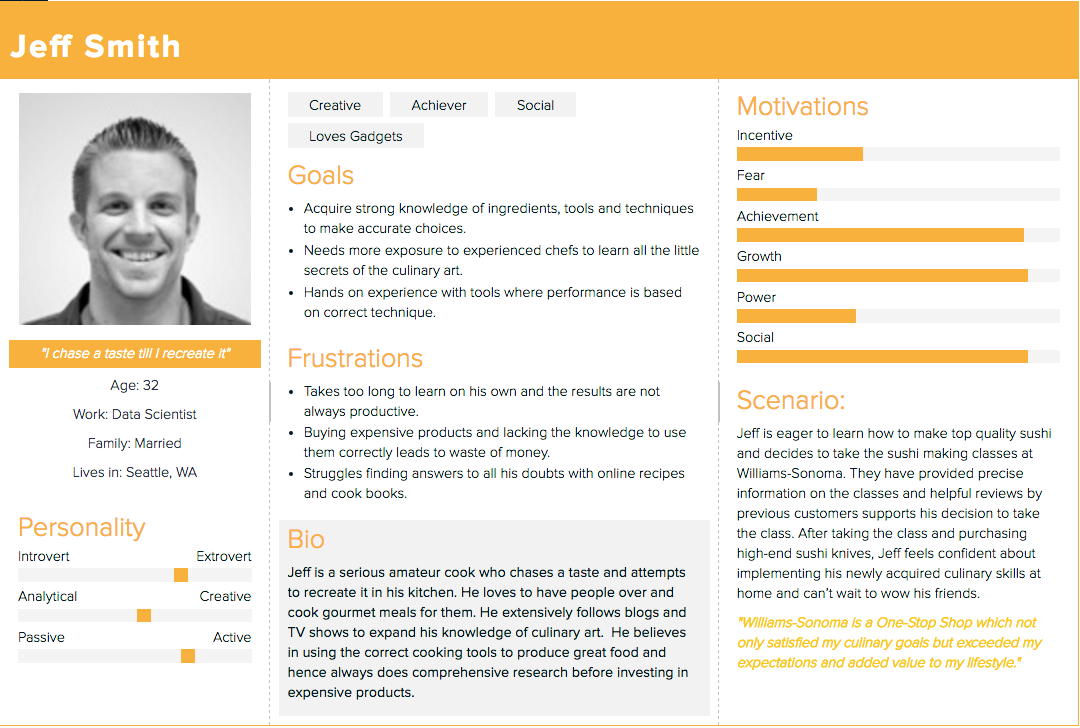 Jeff Smith
"I chase a taste till I recreate it"
Age: 32
Work: Data Scientist
Family: Married
Lives in: Seattle, WA
Personality
Introvert Extrovert
Analytical Creative
Passive Active
Creative Achiever Social
Loves Gadgets
Goals
• Acquire strong knowledge of ingredients, tools and techniques
to make accurate choices.
• Needs more exposure to experienced chefs to learn all the little
secrets of the culinary art.
• Hands on experience with tools where performance is based
on correct technique.
Frustrations
• Takes too long to learn on his own and the results are not
always productive.
• Buying expensive products and lacking the knowledge to use
them correctly leads to waste of money.
• Struggles finding answers to all his doubts with online recipes
and cook books.
Bio
Jeff is a serious amateur cook who chases a taste and attempts
to recreate it in his kitchen. He loves to have people over and
cook gourmet meals for them. He extensively follows blogs and
TV shows to expand his knowledge of culinary art. He believes
in using the correct cooking tools to produce great food and
hence always does comprehensive research before investing in
expensive products.
Motivations
Incentive
Fear
Achievement
Growth
Power
Social
Scenario:
Jeff is eager to learn how to make top quality sushi
and decides to take the sushi making classes at
Williams-Sonoma. They have provided precise
information on the classes and helpful reviews by
previous customers supports his decision to take
the class. After taking the class and purchasing
high-end sushi knives, Jeff feels confident about
implementing his newly acquired culinary skills at
home and can't wait to wow his friends.
"Williams-Sonoma is a One-Stop Shop which not
only satisfied my culinary goals but exceeded my
expectations and added value to my lifestyle."